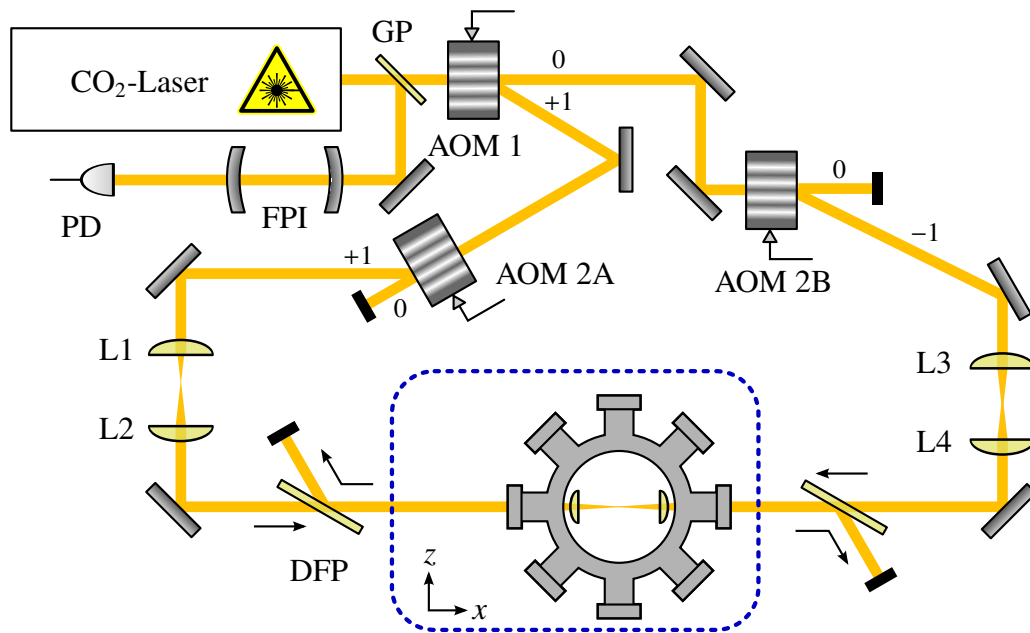 GP
0
CO₂-Laser
+1
AOM 1
0
FPI
PD
−1
+1
AOM 2A
AOM 2B
0
L1
L3
L2
L4
DFP
z
x